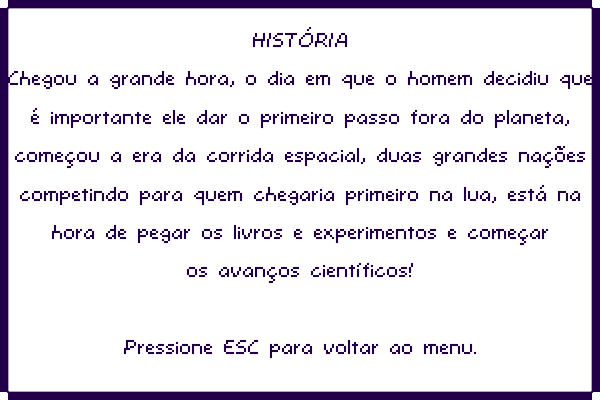 HISTÓRIA
Chegou a grande hora, o dia em que o homem decidiu que
é importante ele dar o primeiro passo fora do planeta,
começou a era da corrida espacial, duas grandes nações
competindo para quem chegaria primeiro na lua, está na
hora de pegar os livros e experimentos e começar
os avanços científicos!
Pressione ESC para voltar ao menu.